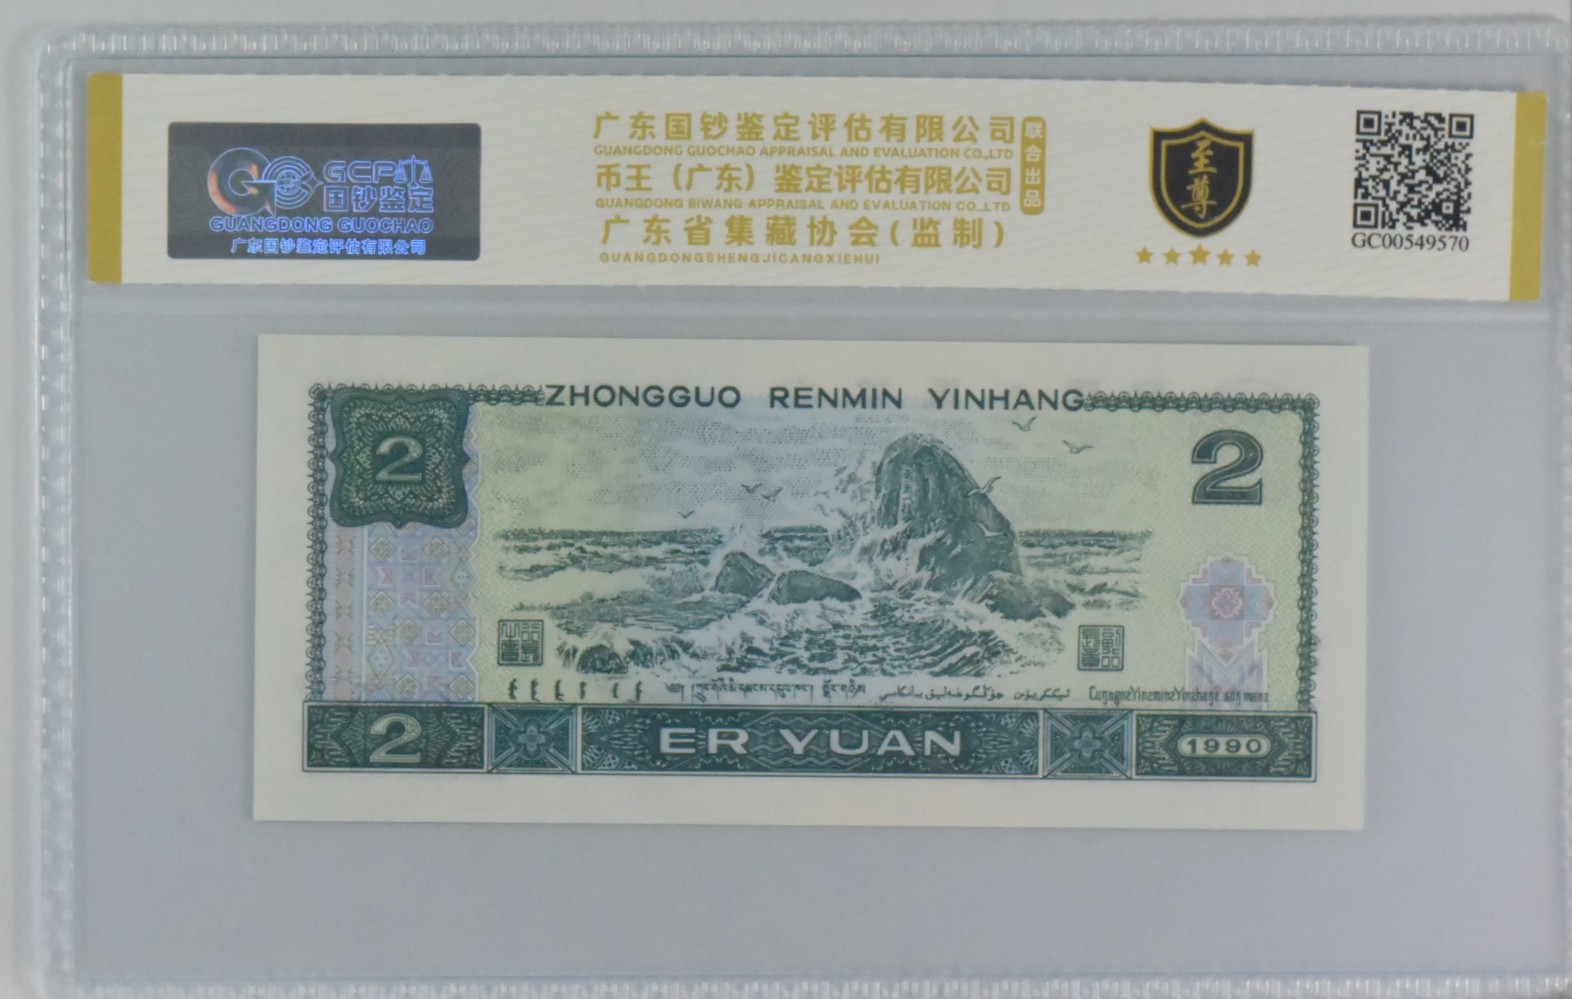 GCP
国钞鉴定
GUANGDONG GUOCHAO
广东国钞鉴定评估有限公司
广东国钞鉴定评估有限公司
GUANGDONG GUOCHAO APPRAISAL AND EVALUATION CO.,LTD
币王（广东）鉴定评估有限公司
GUANGDONG BIWANG APPRAISAL AND EVALUATION CO.,LTD
联合出品
广东省集藏协会(监制)
GUANGDONGSHENGJICANGXIEHUI
至尊
GC00549570
ZHONGGUO RENMIN YINHANG
2
2
2 ER YUAN 1990